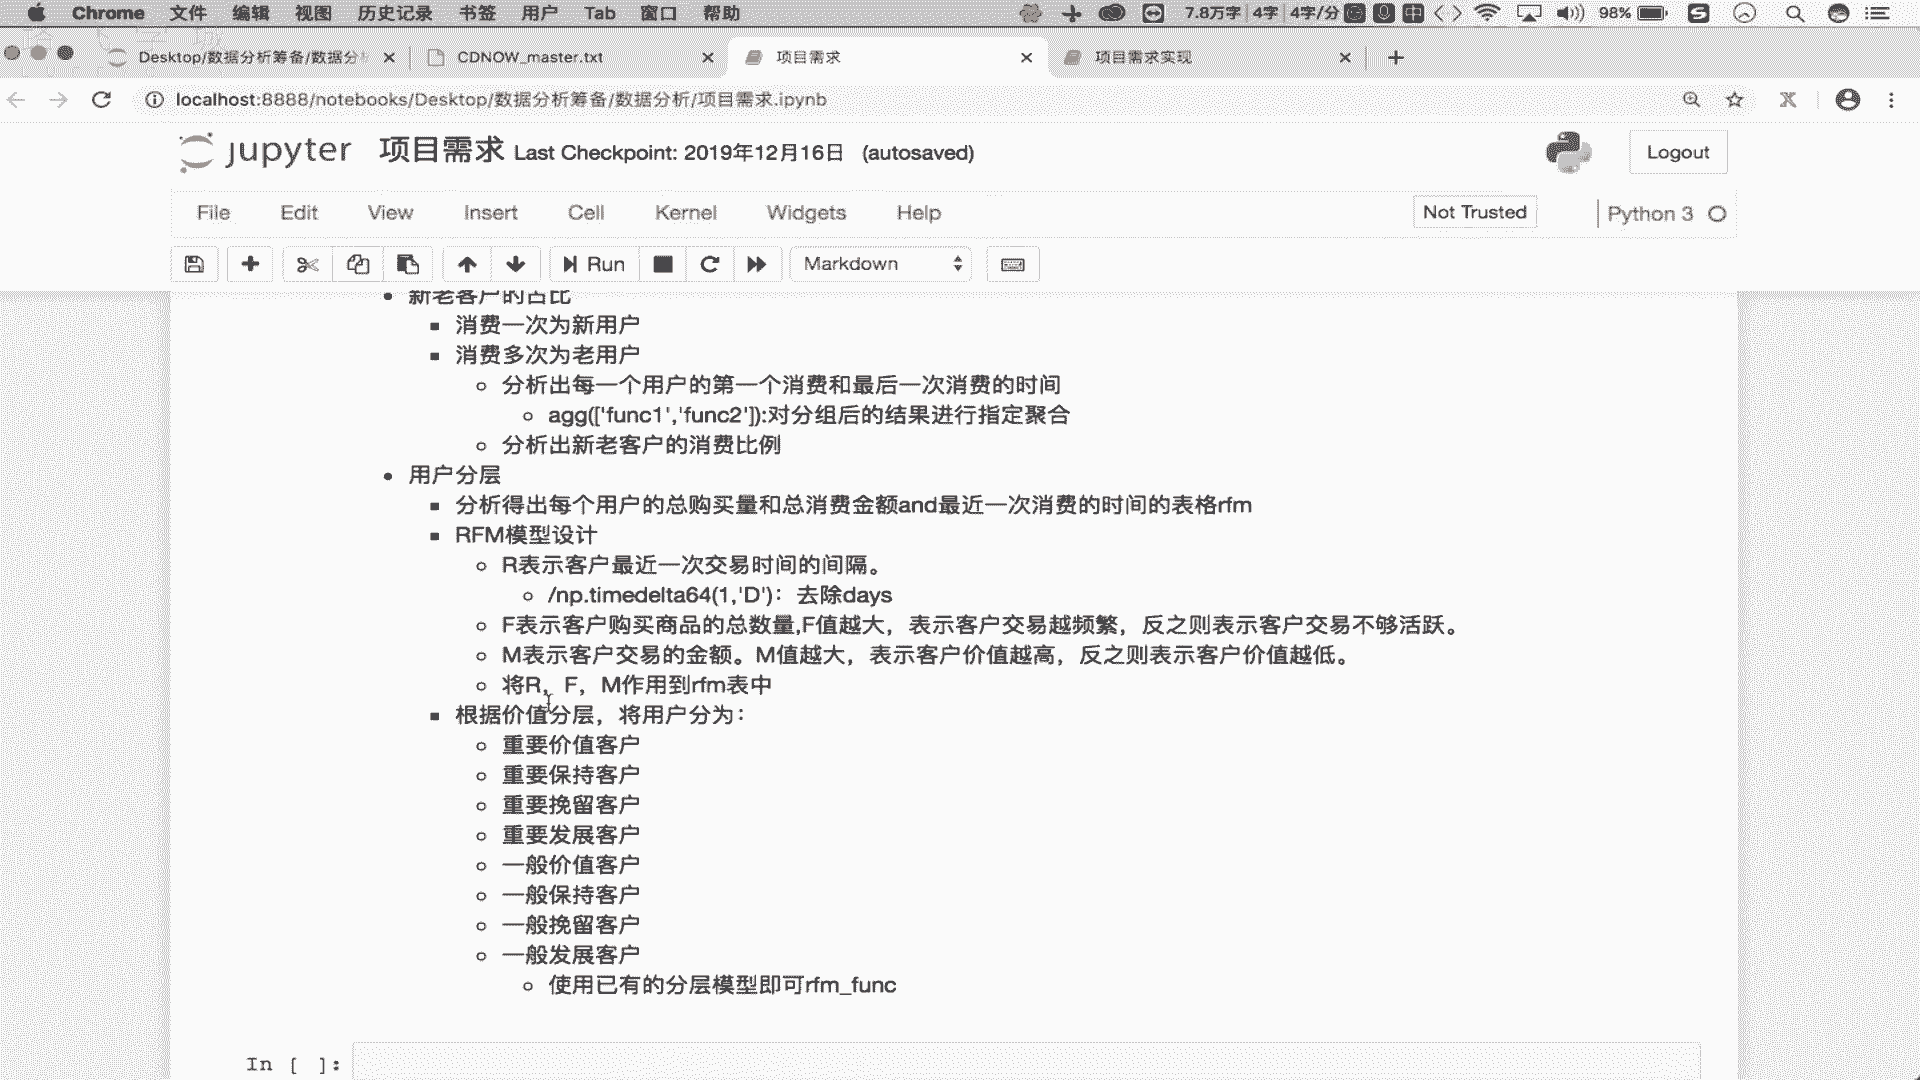 Chrome 文件 编辑 视图 历史记录 书签 用户 Tab 窗口 帮助 7.8万字 4字 4字/分 中 98% S
Desktop/数据分析筹备/数据分 CDNOW_master.txt 项目需求 项目需求实现
localhost:8888/notebooks/Desktop/数据分析筹备/数据分析/项目需求.ipynb
jupyter 项目需求 Last Checkpoint: 2019年12月16日 (autosaved) Logout
File Edit View Insert Cell Kernel Widgets Help Not Trusted Python 3
Run Markdown
新老客户的占比
消费一次为新用户
消费多次为老用户
分析出每一个用户的第一个消费和最后一次消费的时间
agg(['func1','func2']):对分组后的结果进行指定聚合
分析出新老客户的消费比例
用户分层
分析得出每个用户的总购买量和总消费金额and最近一次消费的时间的表格rfm
RFM模型设计
R表示客户最近一次交易时间的间隔。
/np.timedelta64(1,'D')：去除days
F表示客户购买商品的总数量,F值越大，表示客户交易越频繁，反之则表示客户交易不够活跃。
M表示客户交易的金额。M值越大，表示客户价值越高，反之则表示客户价值越低。
将R，F，M作用到rfm表中
根据价值分层，将用户分为：
重要价值客户
重要保持客户
重要挽留客户
重要发展客户
一般价值客户
一般保持客户
一般挽留客户
一般发展客户
使用已有的分层模型即可rfm_func
In [ ]: